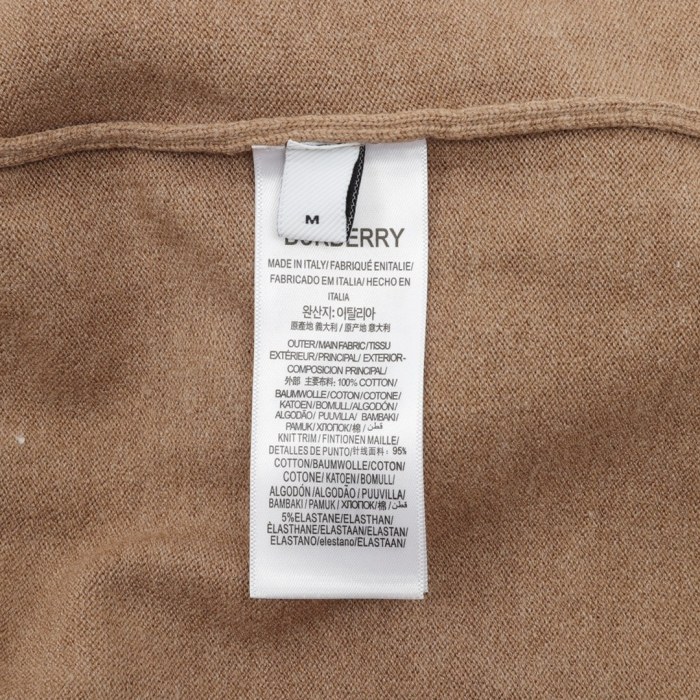 M
BURBERRY
MADE IN ITALY/ FABRIQUÉ ENITALIE/
FABRICADO EM ITALIA/ HECHO EN
ITALIA
완산지: 이탈리아
原產地 義大利 / 原产地 意大利
OUTER/MAINFABRIC/TISSU
EXTÉRIEUR/PRINCIPAL/ EXTERIOR-
COMPOSICION PRINCIPAL/
外部 主要布料: 100% COTTON/
BAUMWOLLE/ COTON/COTONE/
KATOEN/BOMULL/ALGODÓN/
ALGODÃO/ PUUVILLA/ BAMBAKI/
PAMUK/ХЛОПОК/棉/ قطن/
KNIT TRIM / FINTIONEN MAILLE/
DETALLES DE PUNTO/针线面料: 95%
COTTON/BAUMWOLLE/COTON/
COTONE/ KATOEN/ BOMULL/
ALGODÓN/ALGODÃO / PUUVILLA/
BAMBAKI / PAMUK / ХЛОПОК/棉/ قطن/
5%ELASTANE/ELASTHAN/
ÉLASTHANE/ELASTAAN/ELASTAN/
ELASTANO/elestano/ELASTAAN/